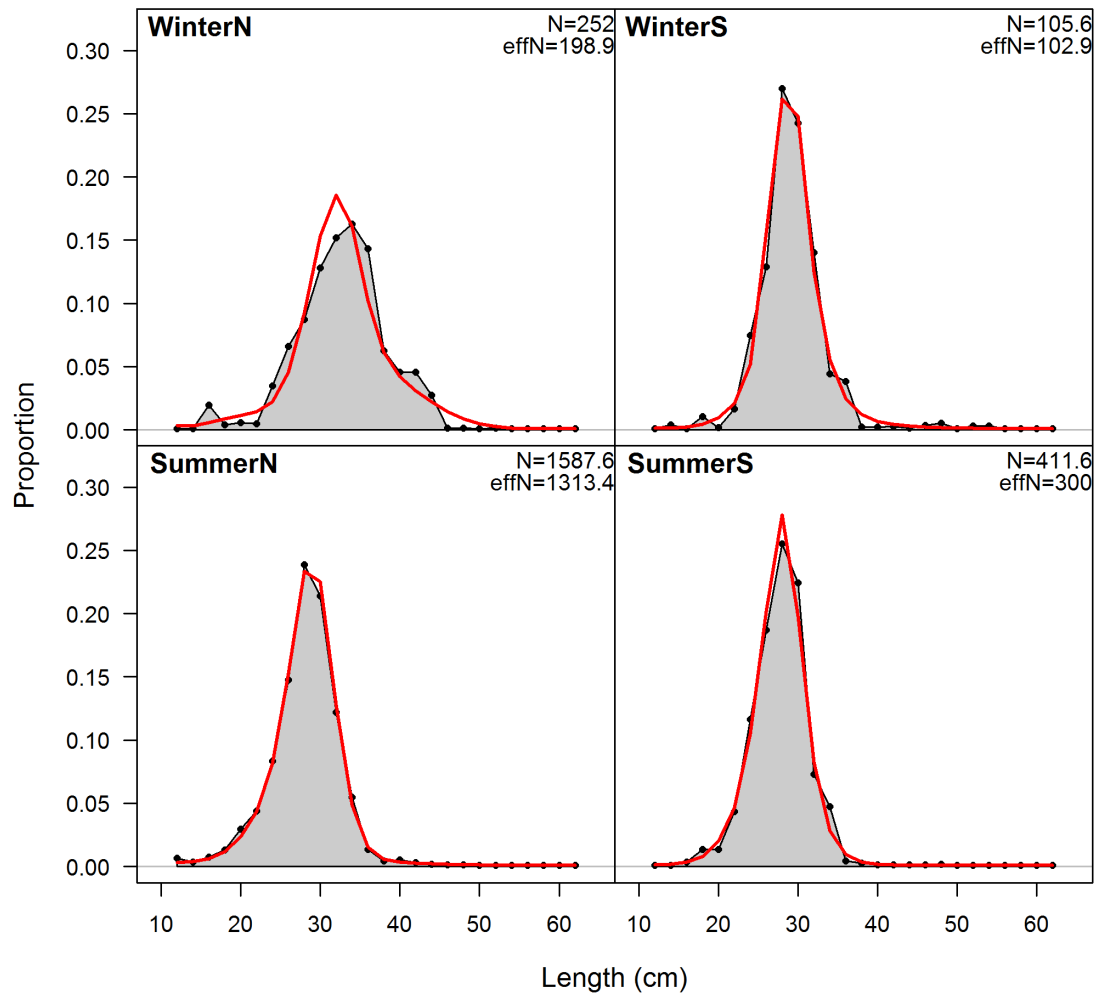 WinterN
N=252
effN=198.9
WinterS
N=105.6
effN=102.9
0.30
0.25
0.20
0.15
0.10
0.05
0.00
SummerN
N=1587.6
effN=1313.4
SummerS
N=411.6
effN=300
0.30
0.25
0.20
0.15
0.10
0.05
0.00
Proportion
10 20 30 40 50 60
10 20 30 40 50 60
Length (cm)